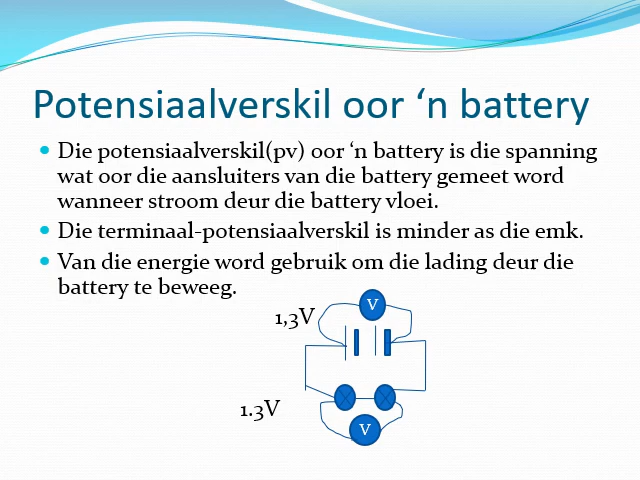 Potensiaalverskil oor ‘n battery
Die potensiaalverskil(pv) oor ‘n battery is die spanning
wat oor die aansluiters van die battery gemeet word
wanneer stroom deur die battery vloei.
Die terminaal-potensiaalverskil is minder as die emk.
Van die energie word gebruik om die lading deur die
battery te beweeg.
V
1,3V
1.3V
V